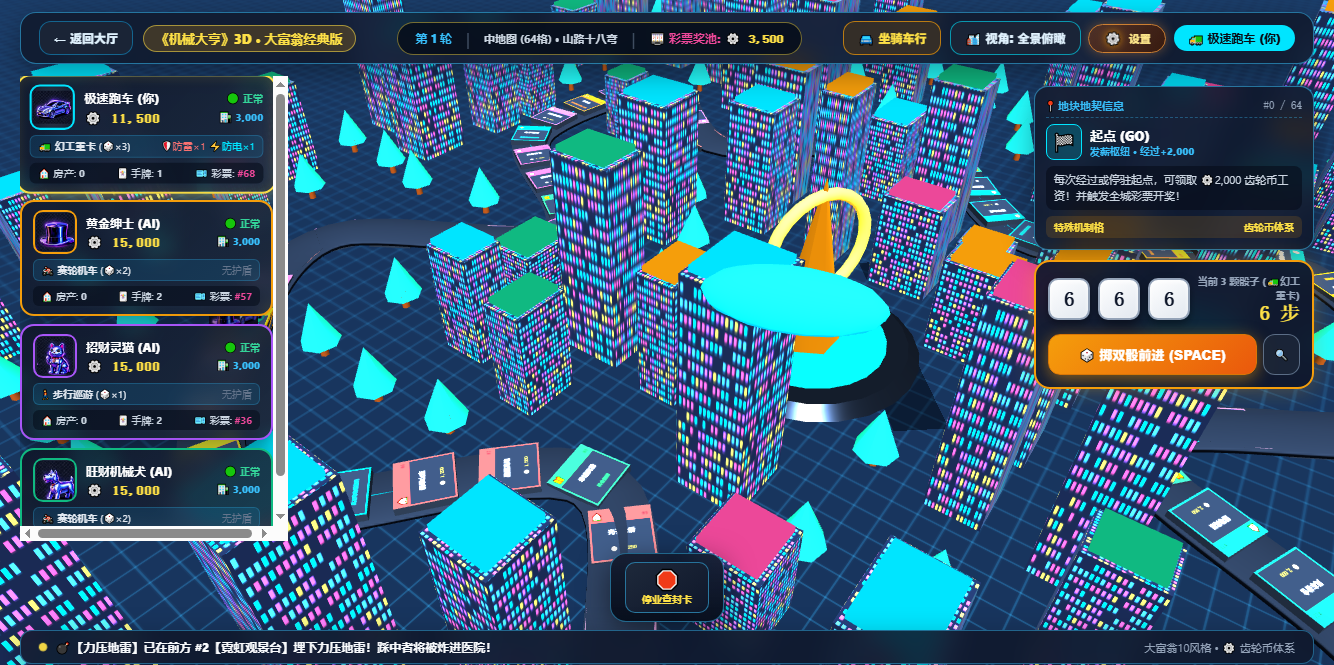 ← 返回大厅
《机械大亨》3D • 大富翁经典版
第 1 轮
中地图 (64格) • 山路十八弯
彩票奖池: 3,500
坐骑车行
视角: 全景俯瞰
设置
极速跑车 (你)
极速跑车 (你)
正常
11,500
3,000
幻工重卡 (×3)
防雷×1
防电×1
房产: 0
手牌: 1
彩票: #68
黄金绅士 (AI)
正常
15,000
3,000
赛轮机车 (×2)
无护盾
房产: 0
手牌: 2
彩票: #57
招财灵猫 (AI)
正常
15,000
3,000
步行巡游 (×1)
无护盾
房产: 0
手牌: 2
彩票: #36
旺财机械犬 (AI)
正常
15,000
3,000
赛轮机车 (×2)
无护盾
地块地契信息
#0 / 64
起点 (GO)
发薪枢纽 • 经过+2,000
每次经过或停驻起点，可领取 2,000 齿轮币工
资！并触发全城彩票开奖！
特殊机制格
齿轮币体系
6
6
6
当前 3 颗骰子 (幻工
重卡)
6 步
掷双骰前进 (SPACE)
停业查封卡
【力压地雷】已在前方 #2【霓虹观景台】埋下力压地雷！踩中者将被炸进医院！
大富翁10风格 • 齿轮币体系